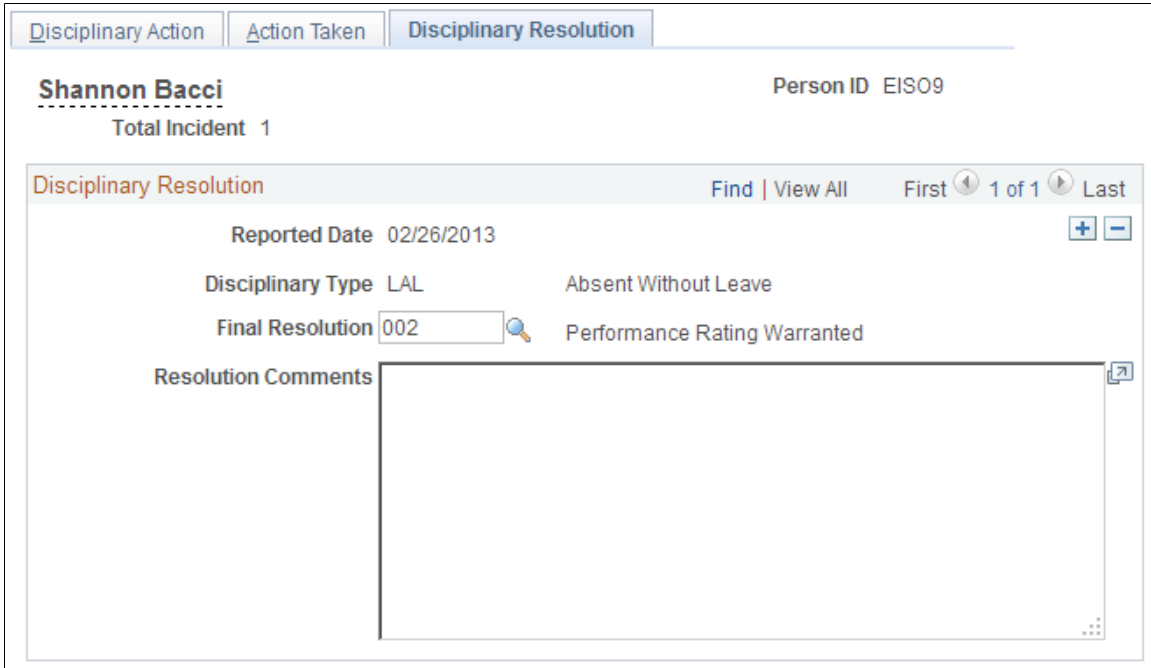 Disciplinary Action Action Taken Disciplinary Resolution
Shannon Bacci Person ID EISO9
Total Incident 1
Disciplinary Resolution Find | View All First 1 of 1 Last
Reported Date 02/26/2013
Disciplinary Type LAL Absent Without Leave
Final Resolution 002 Performance Rating Warranted
Resolution Comments